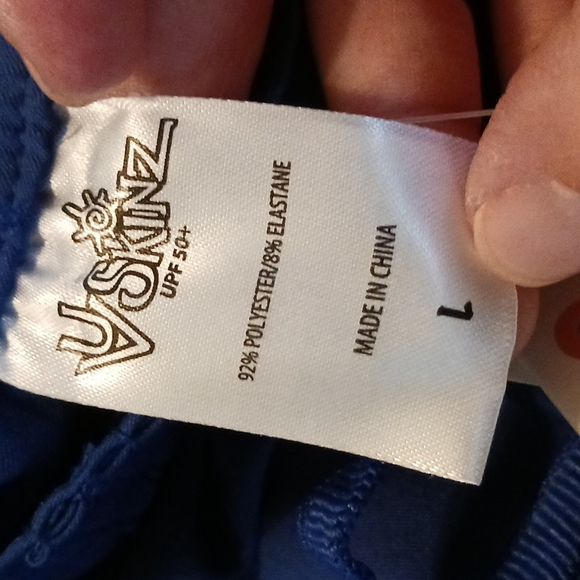 UV SKINZ
UPF 50+
92% POLYESTER/8% ELASTANE
MADE IN CHINA
L